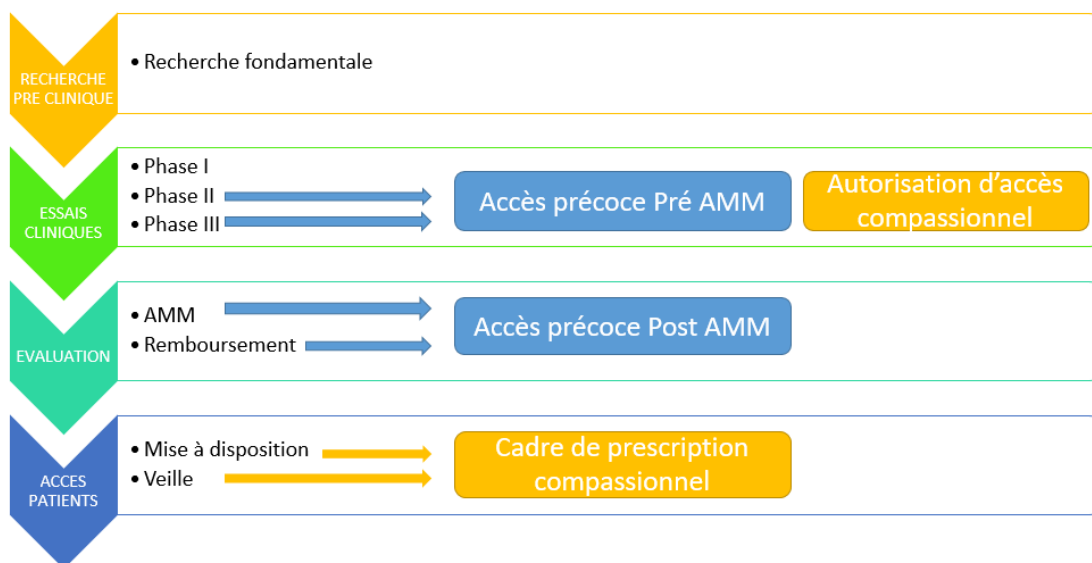 RECHERCHE
PRE CLINIQUE
• Recherche fondamentale
ESSAIS
CLINIQUES
• Phase I
• Phase II
• Phase III
Accès précoce Pré AMM
Autorisation d'accès
compassionnel
EVALUATION
• AMM
• Remboursement
Accès précoce Post AMM
ACCES
PATIENTS
• Mise à disposition
• Veille
Cadre de prescription
compassionnel